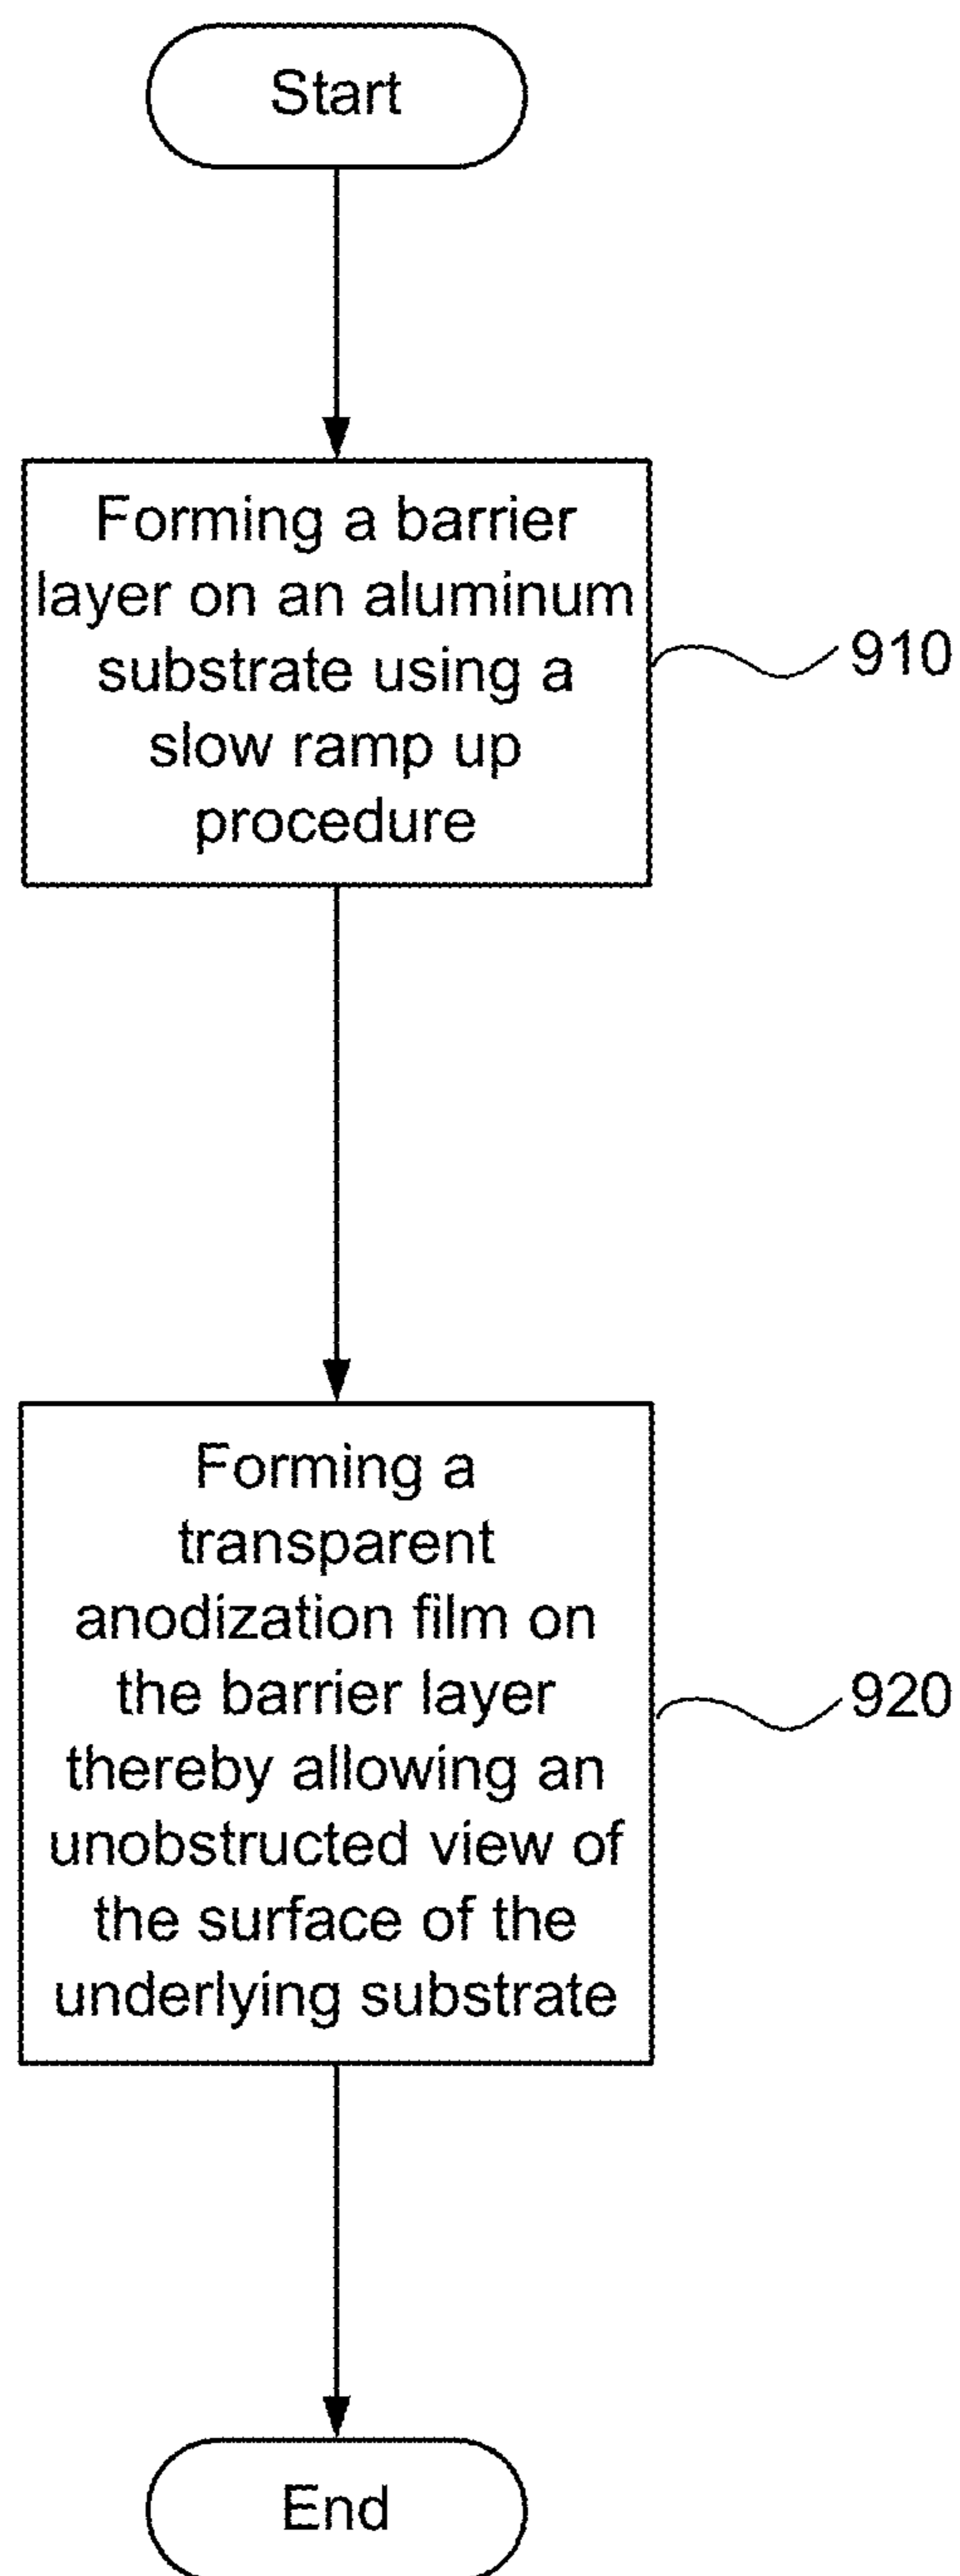 Start
Forming a barrier
layer on an aluminum
substrate using a
slow ramp up
procedure
910
Forming a
transparent
anodization film on
the barrier layer
thereby allowing an
unobstructed view of
the surface of the
underlying substrate
920
End